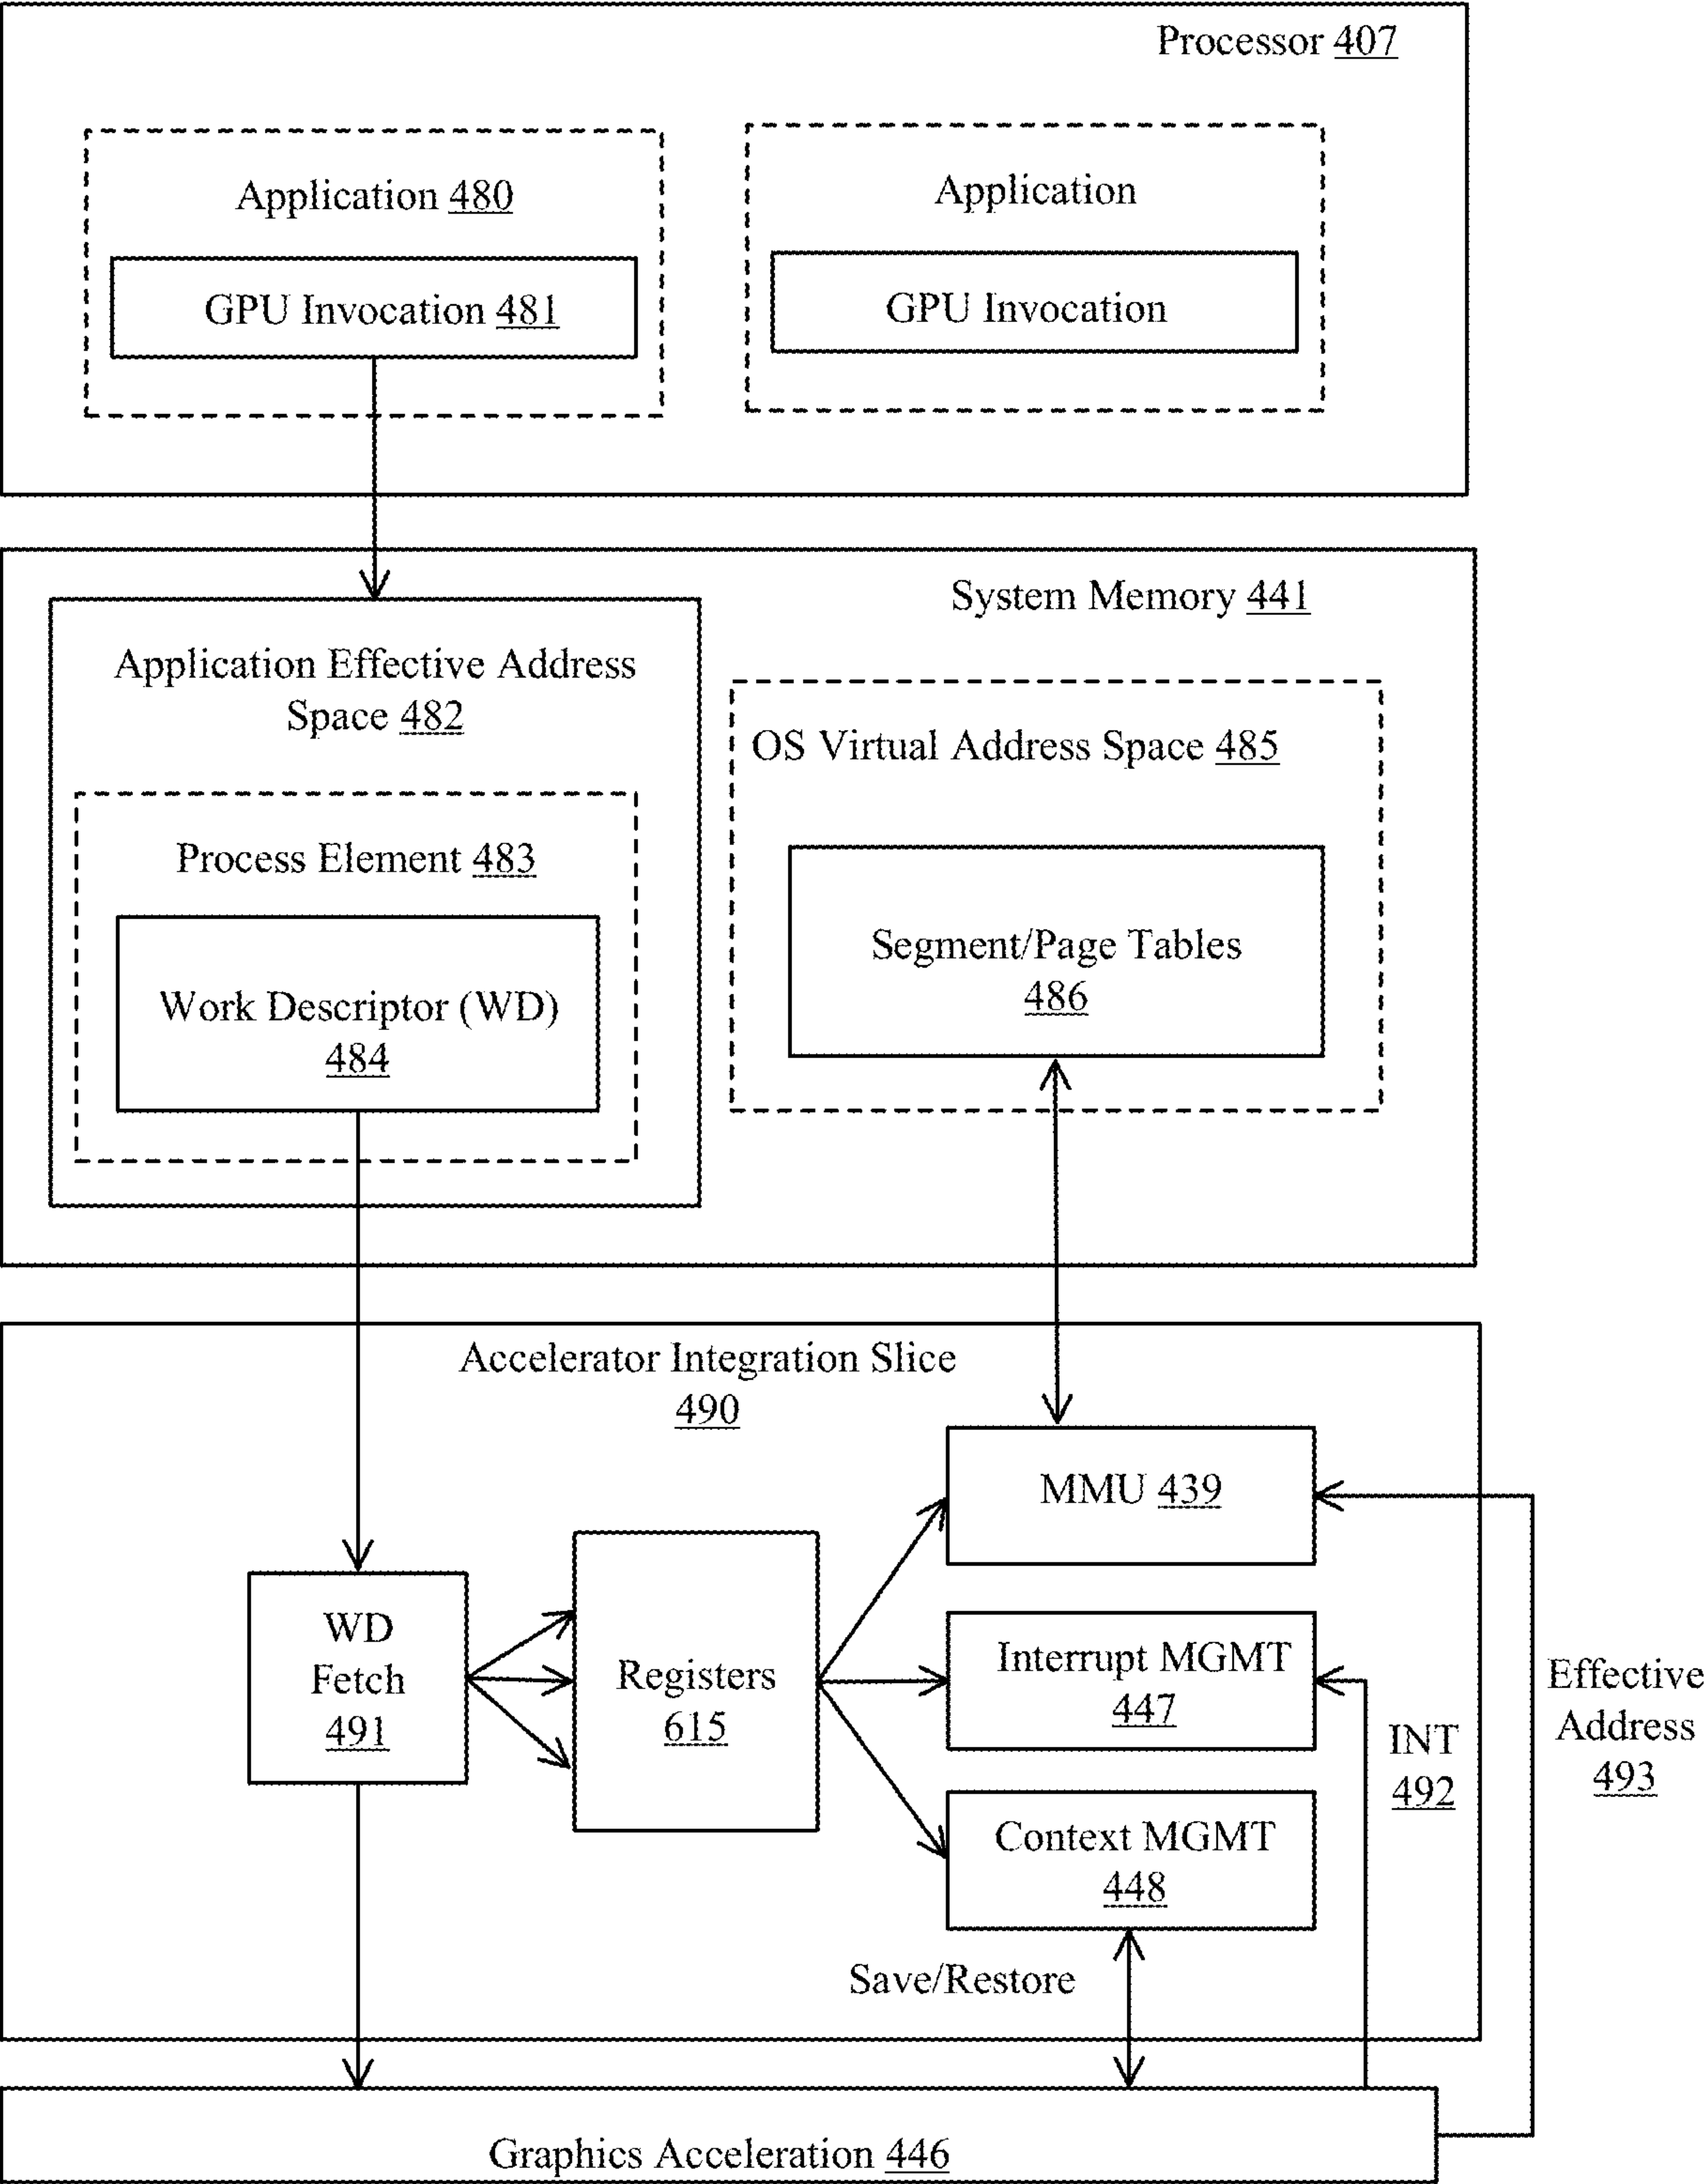 Processor 407
Application 480
GPU Invocation 481
Application
GPU Invocation
System Memory 441
Application Effective Address
Space 482
Process Element 483
Work Descriptor (WD)
484
OS Virtual Address Space 485
Segment/Page Tables
486
Accelerator Integration Slice
490
WD
Fetch
491
Registers
615
MMU 439
Interrupt MGMT
447
Context MGMT
448
Save/Restore
INT
492
Effective
Address
493
Graphics Acceleration 446